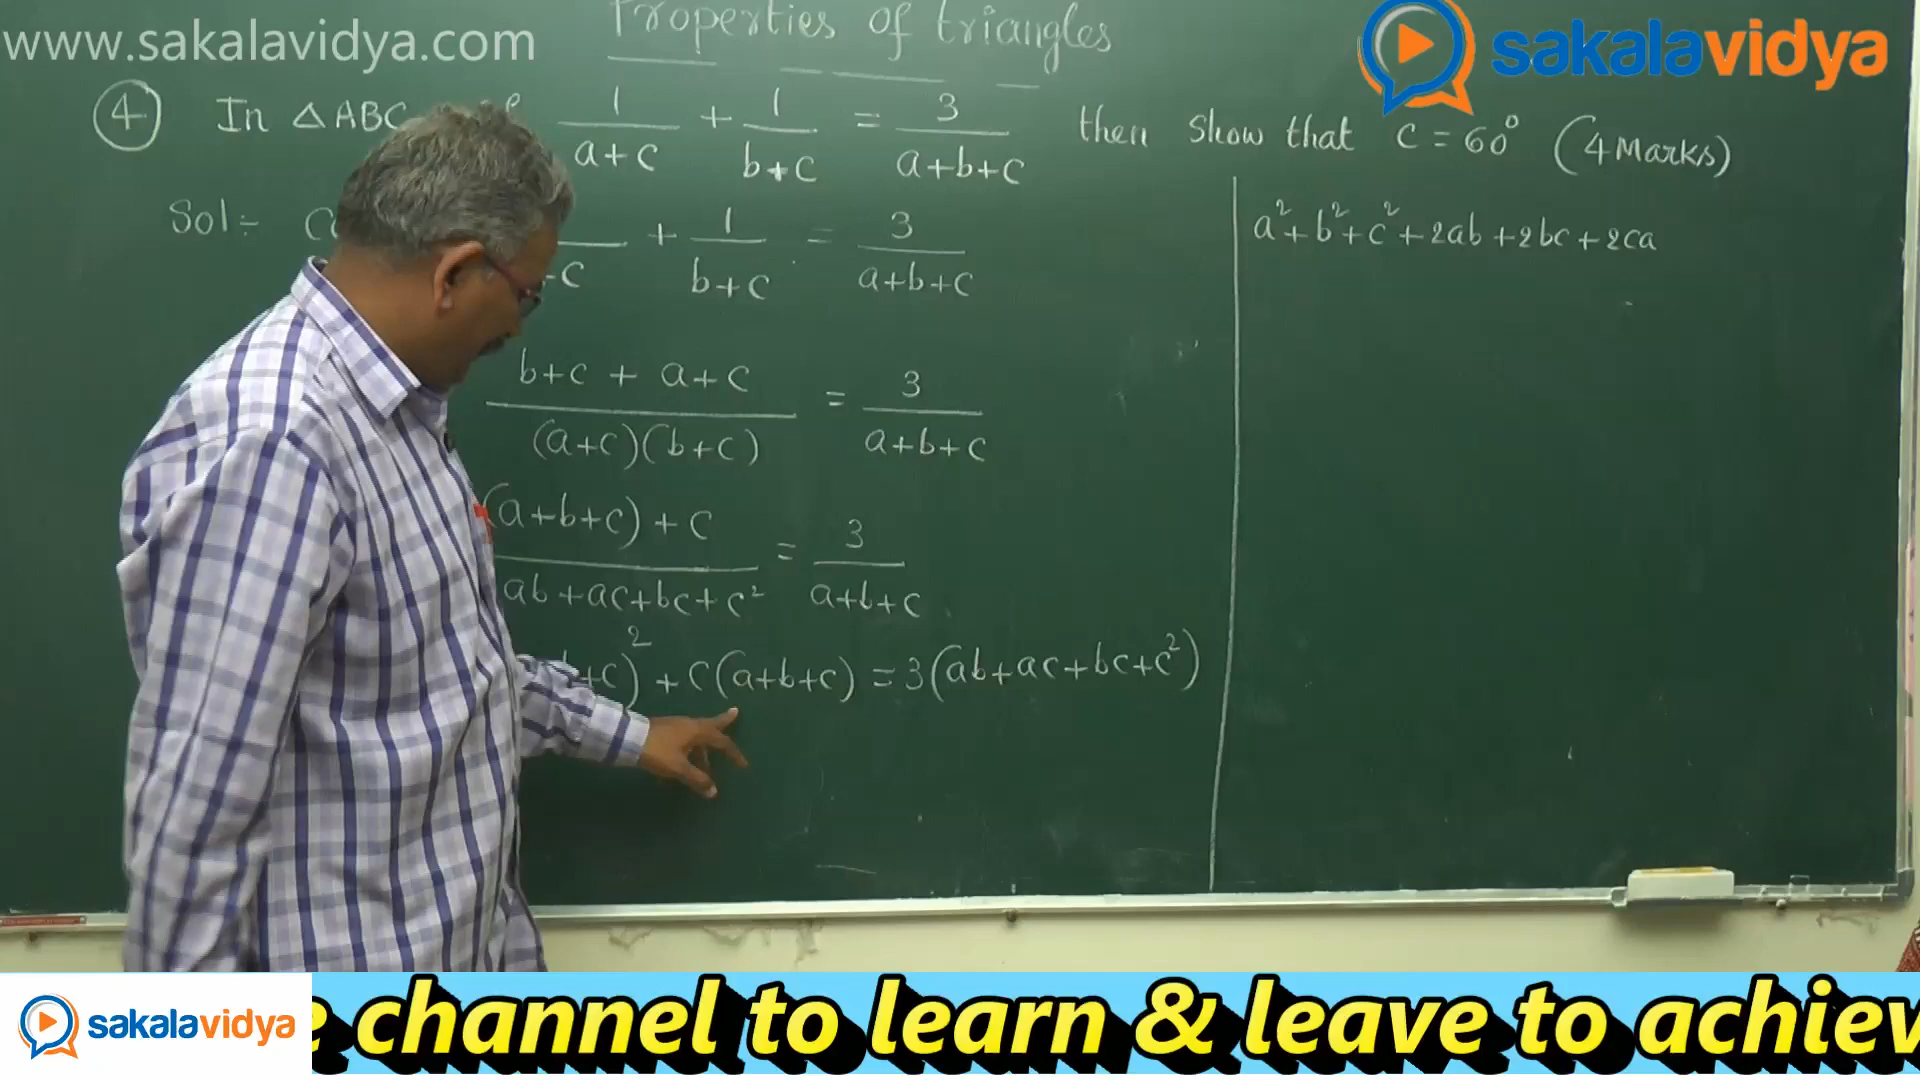 www.sakalavidya.com
Properties of triangles
sakalavidya
4 In △ABC 1/(a+c) + 1/(b+c) = 3/(a+b+c) then Show that C = 60° (4 Marks)
Sol:- + 1/(b+c) = 3/(a+b+c)
a²+b²+c²+2ab+2bc+2ca
(b+c + a+c)/((a+c)(b+c)) = 3/(a+b+c)
((a+b+c)+c)/(ab+ac+bc+c²) = 3/(a+b+c)
+c)² + c(a+b+c) = 3(ab+ac+bc+c²)
sakalavidya
channel to learn & leave to